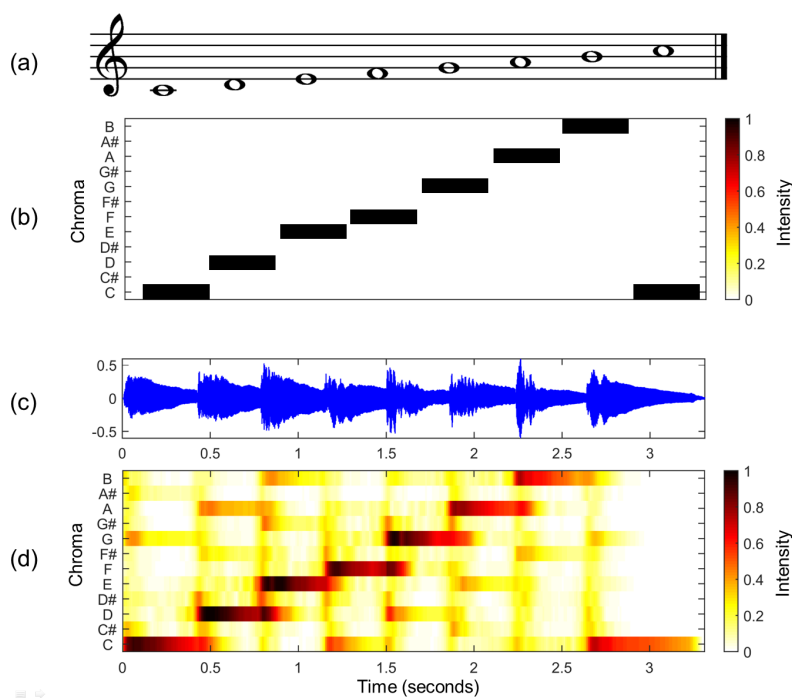 (a)
(b)
Chroma
B
A#
A
G#
G
F#
F
E
D#
D
C#
C
1
0.8
0.6
0.4
0.2
0
Intensity
(c)
0.5
0
-0.5
0
0.5
1
1.5
2
2.5
3
(d)
Chroma
B
A#
A
G#
G
F#
F
E
D#
D
C#
C
0
0.5
1
1.5
2
2.5
3
Time (seconds)
1
0.8
0.6
0.4
0.2
0
Intensity